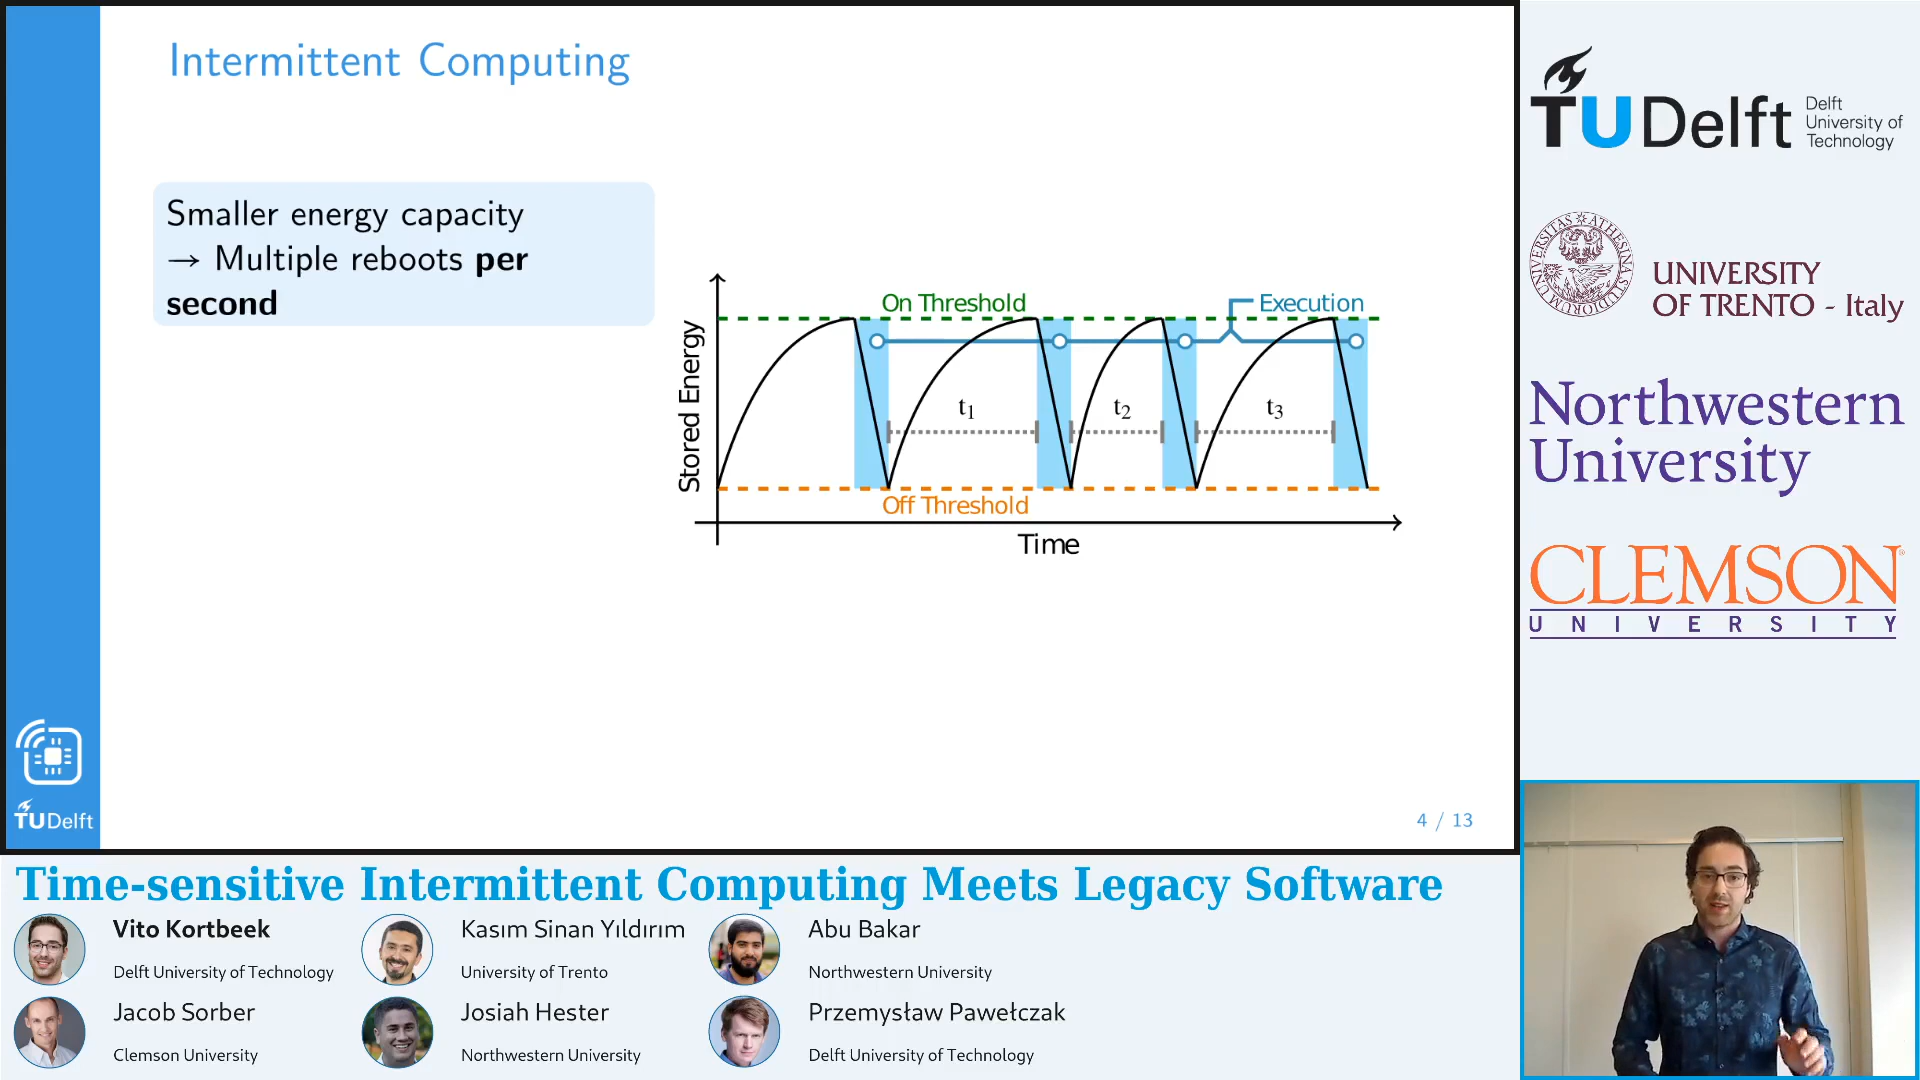 Intermittent Computing
Smaller energy capacity
→ Multiple reboots per
second
On Threshold
Execution
Stored Energy
t1
t2
t3
Off Threshold
Time
4 / 13
TUDelft
TUDelft
Delft
University of
Technology
UNIVERSITY
OF TRENTO - Italy
Northwestern
University
CLEMSON
UNIVERSITY
Time-sensitive Intermittent Computing Meets Legacy Software
Vito Kortbeek
Delft University of Technology
Kasım Sinan Yıldırım
University of Trento
Abu Bakar
Northwestern University
Jacob Sorber
Clemson University
Josiah Hester
Northwestern University
Przemysław Pawełczak
Delft University of Technology